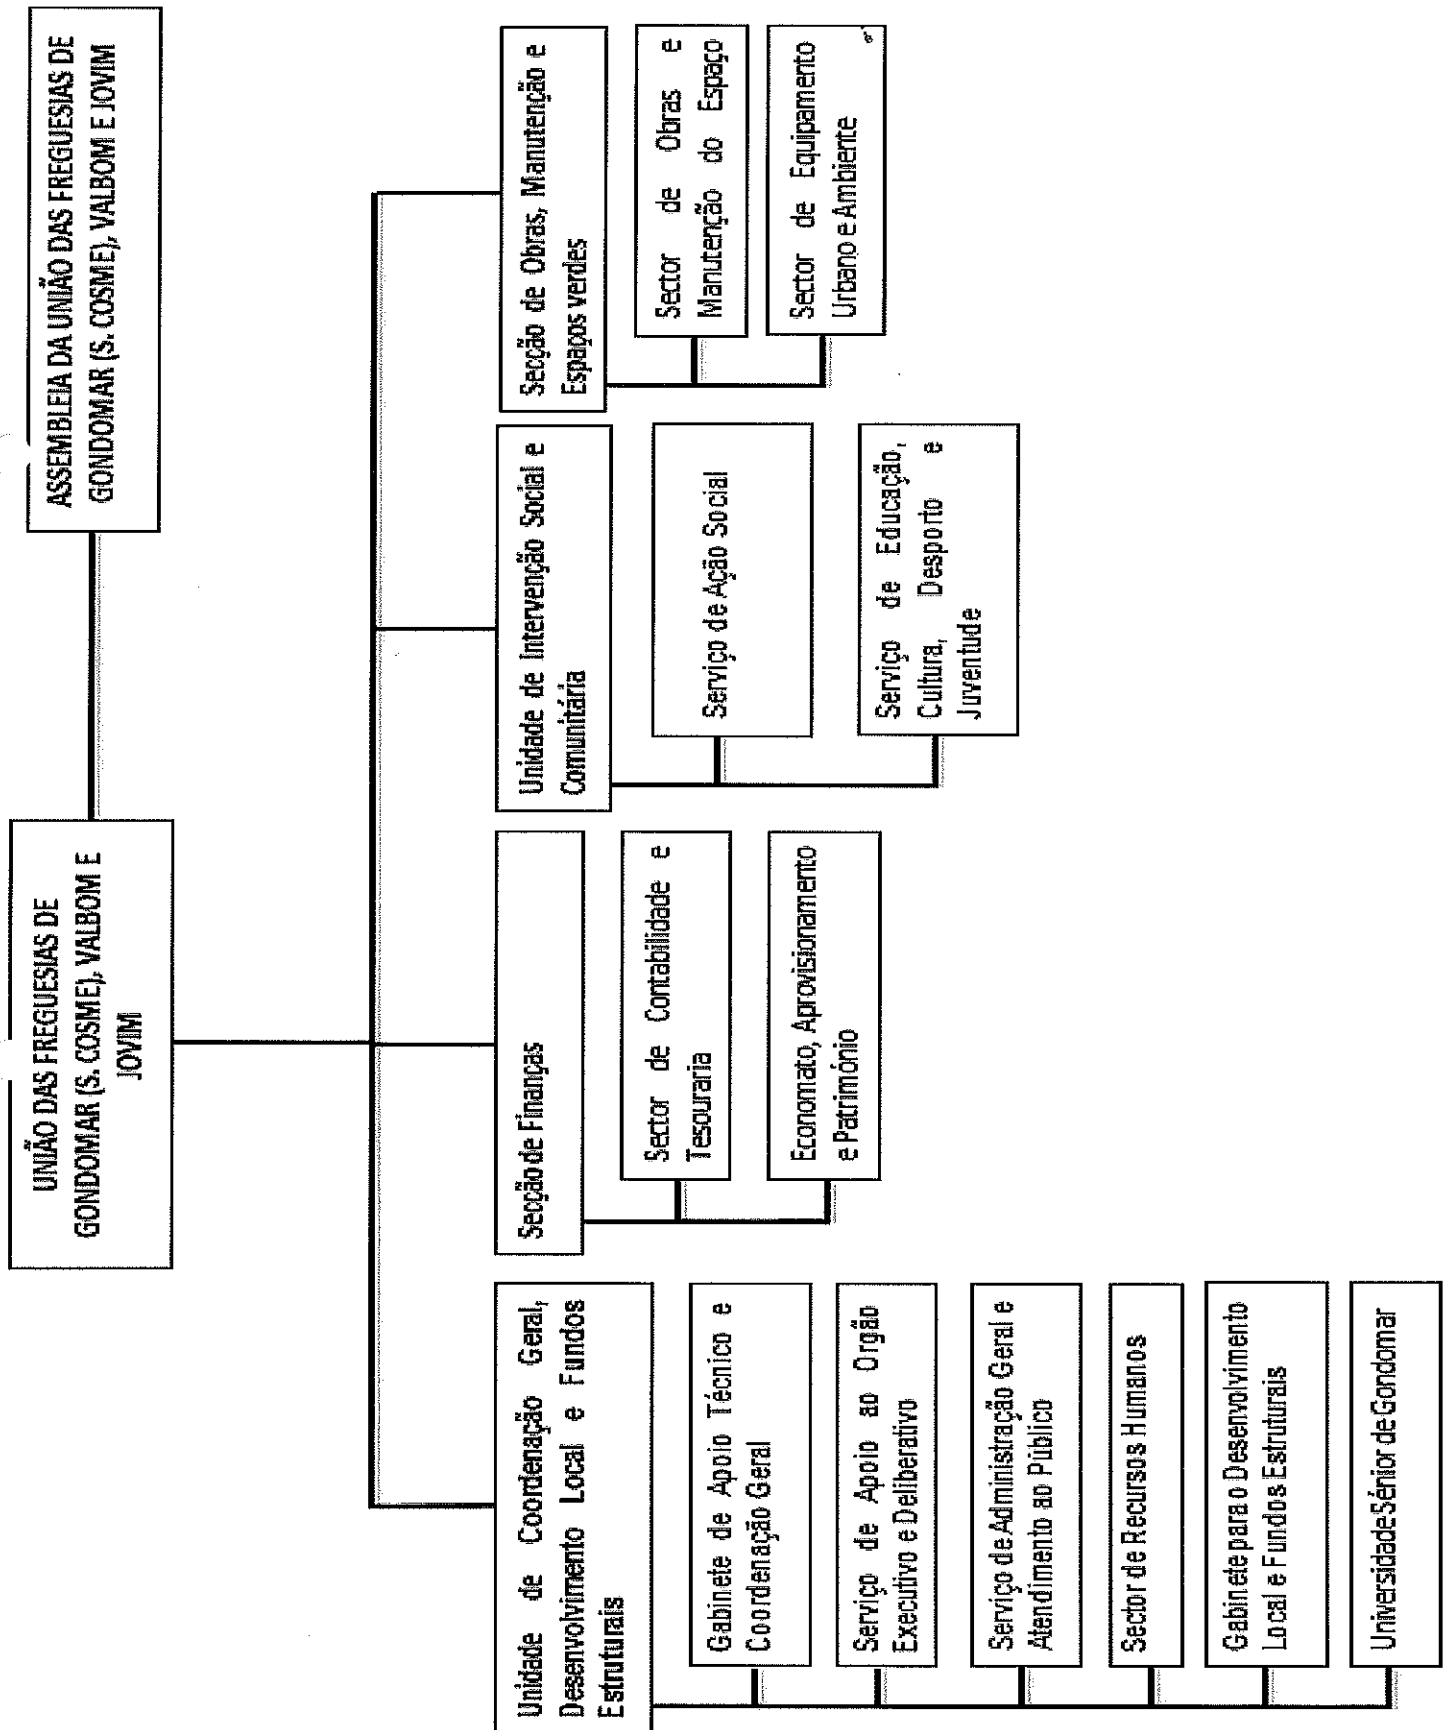 UNIÃO DAS FREGUESIAS DE
GONDOMAR (S. COSME), VALBOM E
JOVIM
ASSEMBLEIA DA UNIÃO DAS FREGUESIAS DE
GONDOMAR (S. COSME), VALBOM E JOVIM
Unidade de Coordenação Geral,
Desenvolvimento Local e Fundos
Estruturais
Gabinete de Apoio Técnico e
Coordenação Geral
Serviço de Apoio ao Orgão
Executivo e Deliberativo
Serviço de Administração Geral e
Atendimento ao Público
Sector de Recursos Humanos
Gabinete para o Desenvolvimento
Local e Fundos Estruturais
Universidade Sénior de Gondomar
Secção de Finanças
Sector de Contabilidade e
Tesouraria
Economato, Aprovisionamento
e Património
Unidade de Intervenção Social e
Comunitária
Serviço de Ação Social
Serviço de Educação,
Cultura, Desporto e
Juventude
Secção de Obras, Manutenção e
Espaços verdes
Sector de Obras e
Manutenção do Espaço
Sector de Equipamento
Urbano e Ambiente